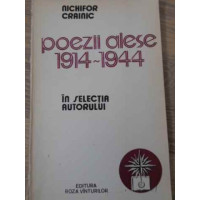 NICHIFOR
CRAINIC
poezii alese
1914-1944
ÎN SELECȚIA
AUTORULUI
EDITURA
ROZA VÎNTURILOR